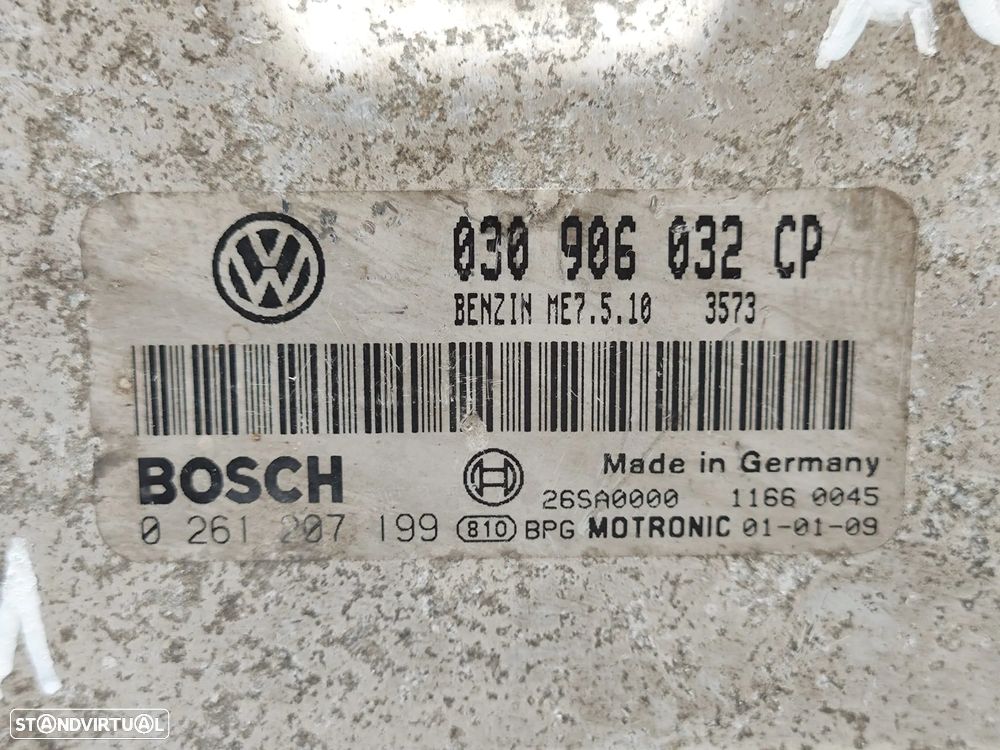 030 906 032 CP
BENZIN ME7.5.10 3573
BOSCH
Made in Germany
26SA0000 1166 0045
0 261 207 199 810 BPG MOTRONIC 01-01-09
STANDVIRTUAL